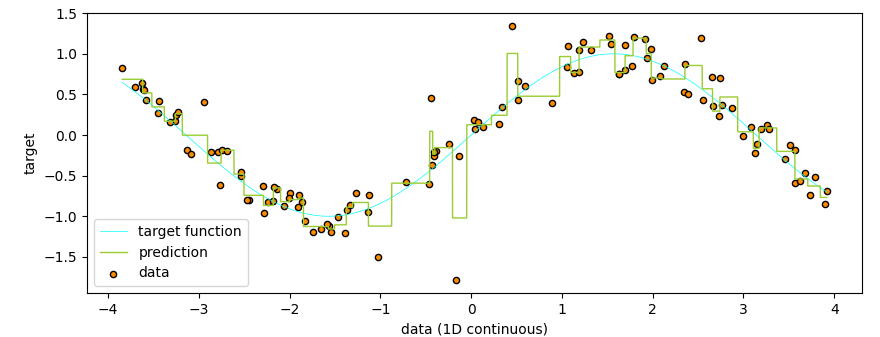 1.5
1.0
0.5
0.0
−0.5
−1.0
−1.5
target
target function
prediction
data
−4 −3 −2 −1 0 1 2 3 4
data (1D continuous)